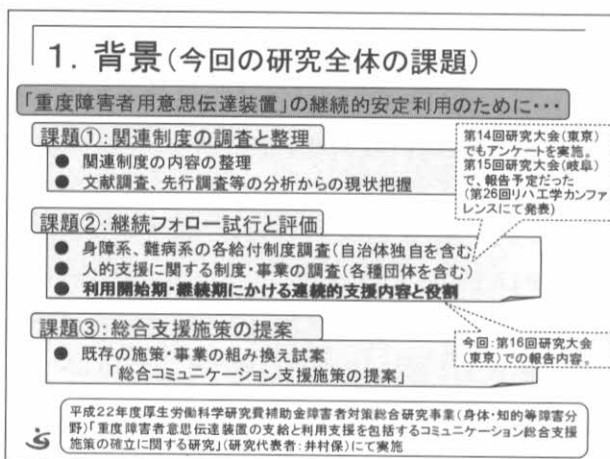 1. 背景(今回の研究全体の課題)
「重度障害者用意思伝達装置」の継続的安定利用のために・・・
課題①:関連制度の調査と整理
● 関連制度の内容の整理
● 文献調査、先行調査等の分析からの現状把握
第14回研究大会(東京)
でもアンケートを実施。
第15回研究大会(岐阜)
で、報告予定だった
(第26回リハ工学カンファ
レンスにて発表)
課題②:継続フォロー試行と評価
● 身障系、難病系の各給付制度調査(自治体独自を含む)
● 人的支援に関する制度・事業の調査(各種団体を含む)
● 利用開始期・継続期にかける連続的支援内容と役割
課題③:総合支援施策の提案
● 既存の施策・事業の組み換え試案
「総合コミュニケーション支援施策の提案」
今回:第16回研究大会
(東京)での報告内容。
平成22年度厚生労働科学研究費補助金障害者対策総合研究事業(身体・知的等障害分
野)「重度障害者意思伝達装置の支給と利用支援を包括するコミュニケーション総合支援
施策の確立に関する研究」(研究代表者:井村保)にて実施